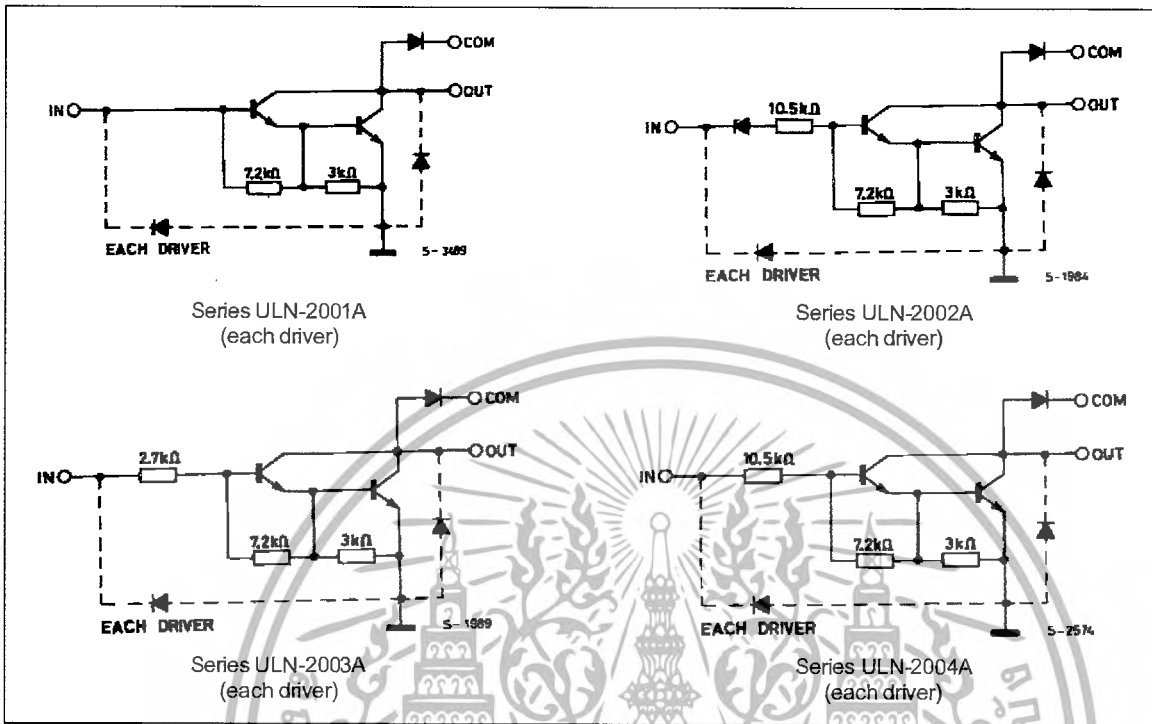 COM
OUT
IN
7.2kΩ
3kΩ
EACH DRIVER
S-3489
Series ULN-2001A
(each driver)
COM
OUT
IN
10.5kΩ
7.2kΩ
3kΩ
EACH DRIVER
S-1984
Series ULN-2002A
(each driver)
COM
OUT
IN
2.7kΩ
7.2kΩ
3kΩ
EACH DRIVER
S-1989
Series ULN-2003A
(each driver)
COM
OUT
IN
10.5kΩ
7.2kΩ
3kΩ
EACH DRIVER
S-2574
Series ULN-2004A
(each driver)